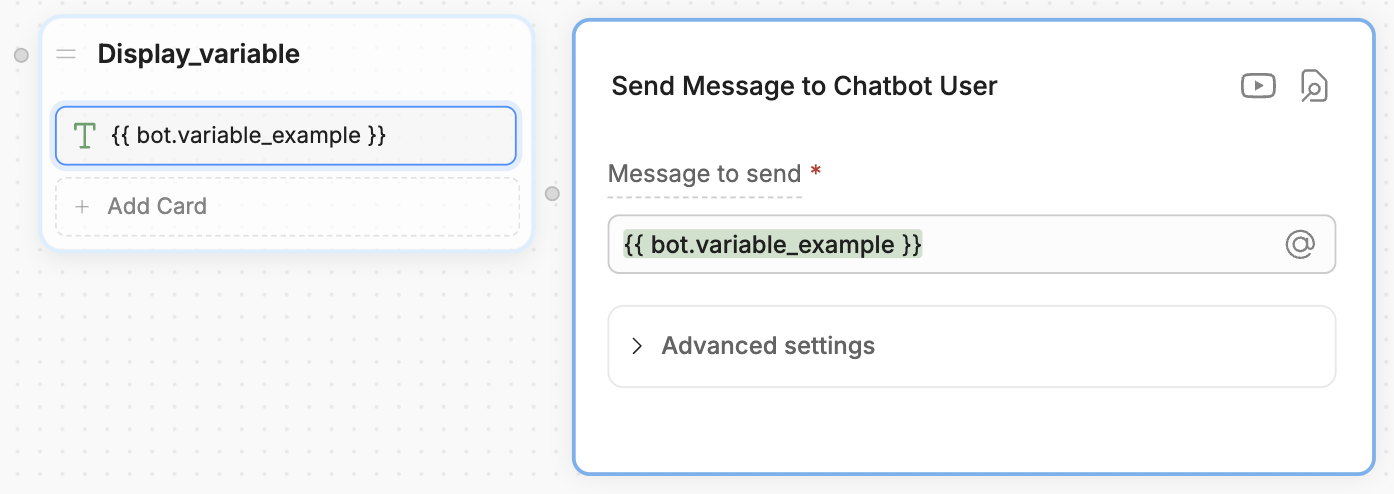 Display_variable
{{ bot.variable_example }}
+ Add Card
Send Message to Chatbot User
Message to send *
{{ bot.variable_example }}
Advanced settings